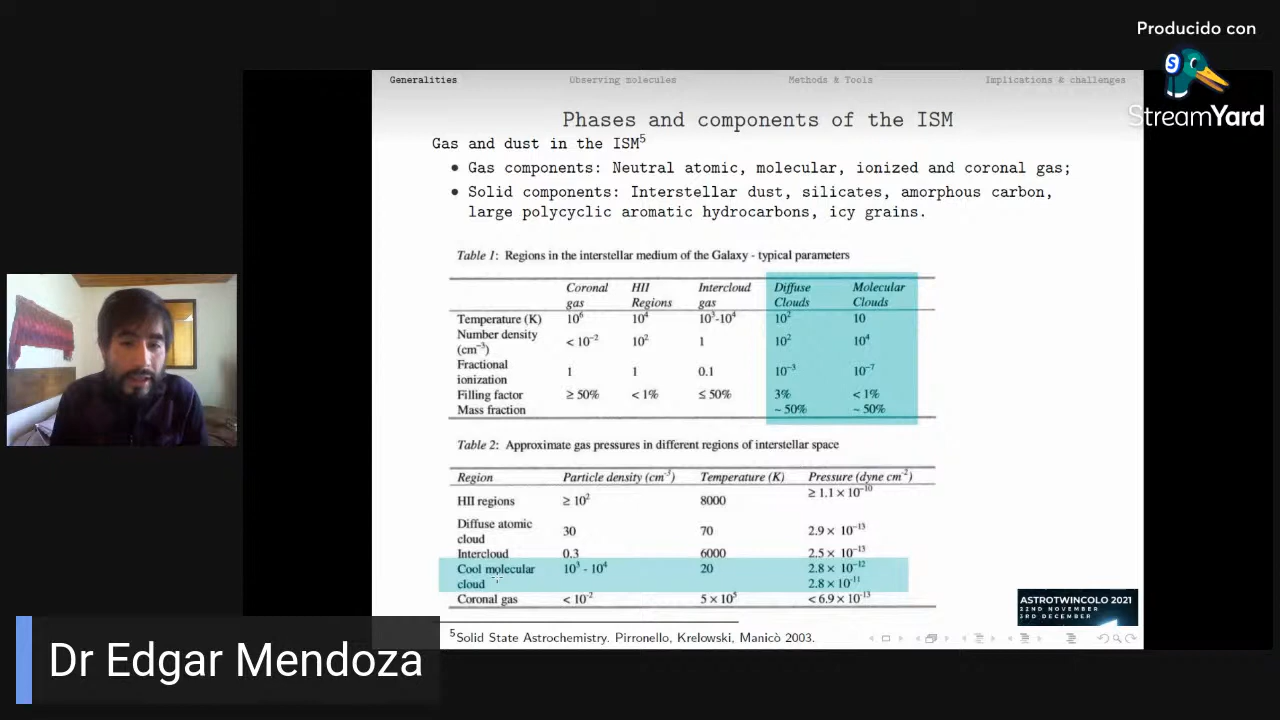 Producido con
StreamYard
Generalities Observing molecules Methods & Tools Implications & challenges
Phases and components of the ISM
Gas and dust in the ISM⁵
• Gas components: Neutral atomic, molecular, ionized and coronal gas;
• Solid components: Interstellar dust, silicates, amorphous carbon,
large polycyclic aromatic hydrocarbons, icy grains.
Table 1: Regions in the interstellar medium of the Galaxy - typical parameters
Coronal gas HII Regions Intercloud gas Diffuse Clouds Molecular Clouds
Temperature (K) 10⁶ 10⁴ 10³-10⁴ 10² 10
Number density (cm⁻³) < 10⁻² 10² 1 10² 10⁴
Fractional ionization 1 1 0.1 10⁻³ 10⁻⁷
Filling factor ≥ 50% < 1% ≤ 50% 3% < 1%
Mass fraction ~ 50% ~ 50%
Table 2: Approximate gas pressures in different regions of interstellar space
Region Particle density (cm⁻³) Temperature (K) Pressure (dyne cm⁻²)
HII regions ≥ 10² 8000 ≥ 1.1 × 10⁻¹⁰
Diffuse atomic cloud 30 70 2.9 × 10⁻¹³
Intercloud 0.3 6000 2.5 × 10⁻¹³
Cool molecular cloud 10³ - 10⁴ 20 2.8 × 10⁻¹²
2.8 × 10⁻¹¹
Coronal gas < 10⁻² 5 × 10⁵ < 6.9 × 10⁻¹³
⁵Solid State Astrochemistry. Pirronello, Krelowski, Manicò 2003.
ASTROTWINCOLO 2021
22ND NOVEMBER
3RD DECEMBER
Dr Edgar Mendoza